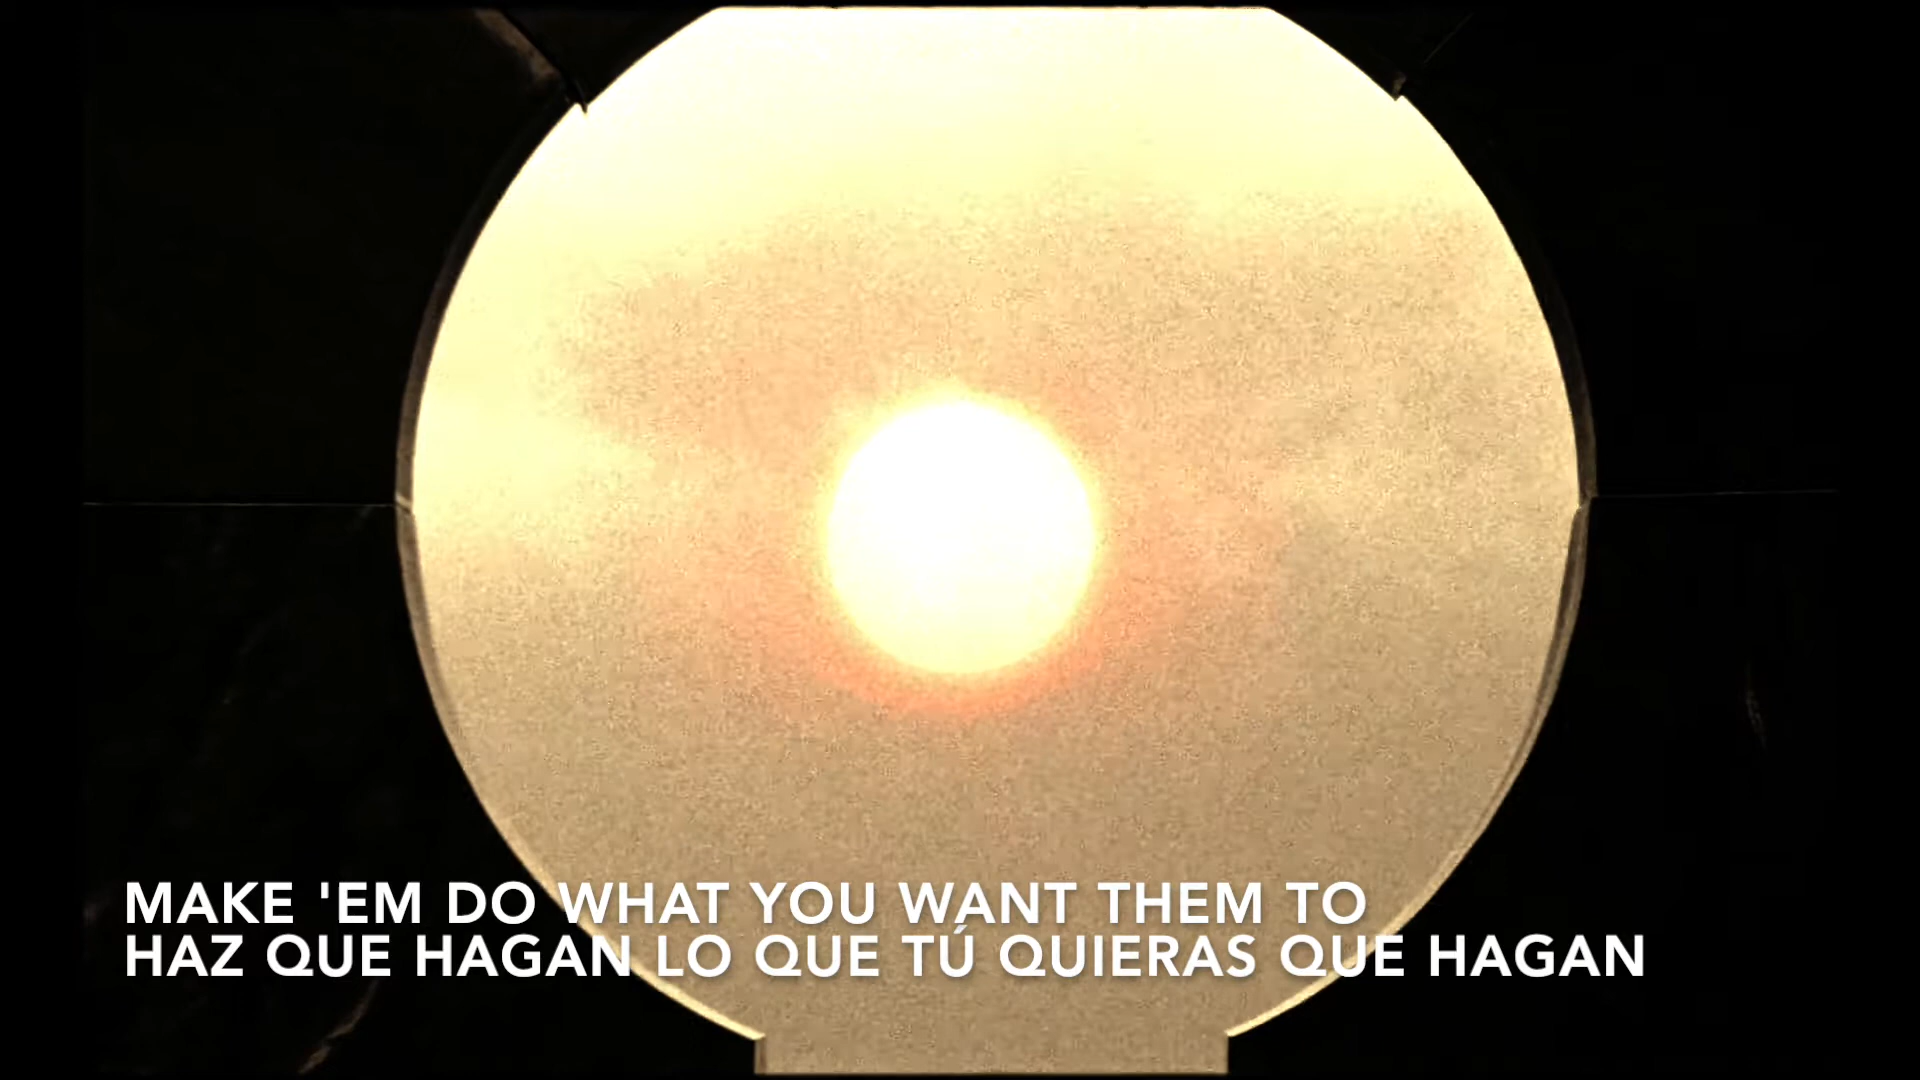 MAKE 'EM DO WHAT YOU WANT THEM TO
HAZ QUE HAGAN LO QUE TÚ QUIERAS QUE HAGAN